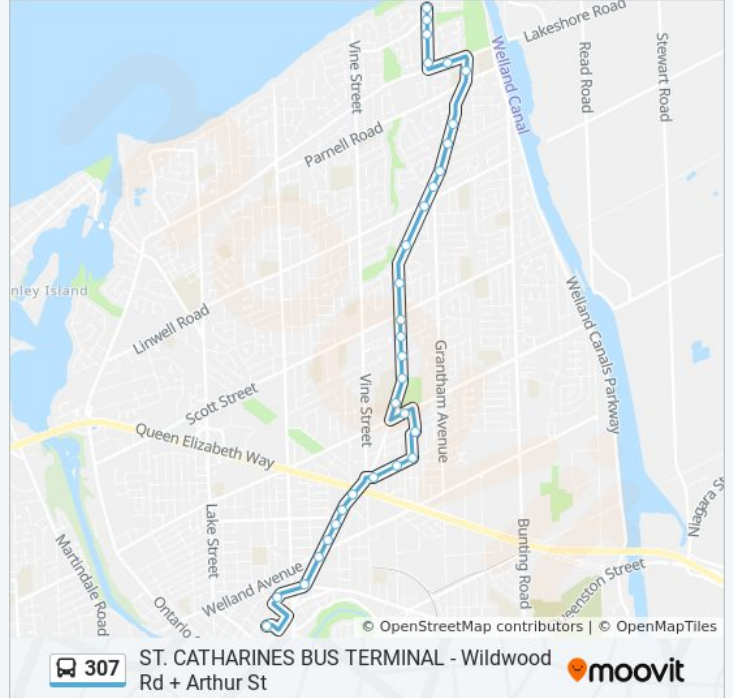 Lakeshore Road
Welland Canal
Vine Street
Read Road
Stewart Road
Parnell Road
nley Island
Linwell Road
Welland Canals Parkway
Grantham Avenue
Vine Street
Scott Street
Queen Elizabeth Way
Lake Street
Bunting Road
Niagara St
Martindale Road
Welland Avenue
Ontario
eenston Street
© OpenStreetMap contributors | © OpenMapTiles
307
ST. CATHARINES BUS TERMINAL - Wildwood
Rd + Arthur St
moovit